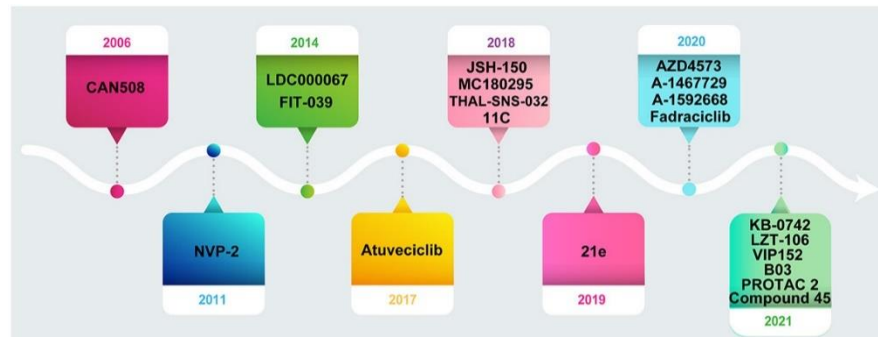 2006
CAN508
NVP-2
2011
2014
LDC000067
FIT-039
Atuveciclib
2017
2018
JSH-150
MC180295
THAL-SNS-032
11C
21e
2019
2020
AZD4573
A-1467729
A-1592668
Fadraciclib
KB-0742
LZT-106
VIP152
B03
PROTAC 2
Compound 45
2021